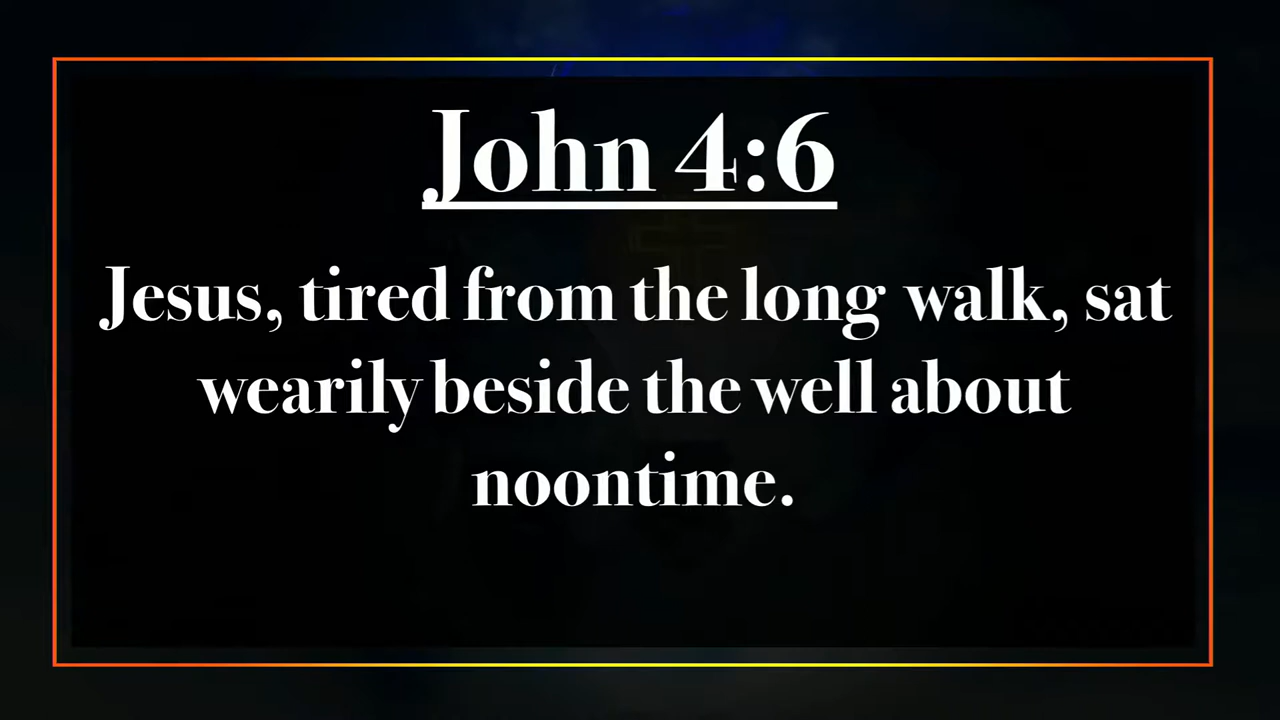 John 4:6
Jesus, tired from the long walk, sat
wearily beside the well about
noontime.